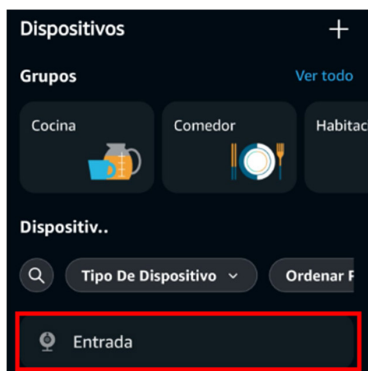 Dispositivos
Grupos
Ver todo
Cocina
Comedor
Habitac
Dispositiv..
Tipo De Dispositivo
Ordenar P
Entrada